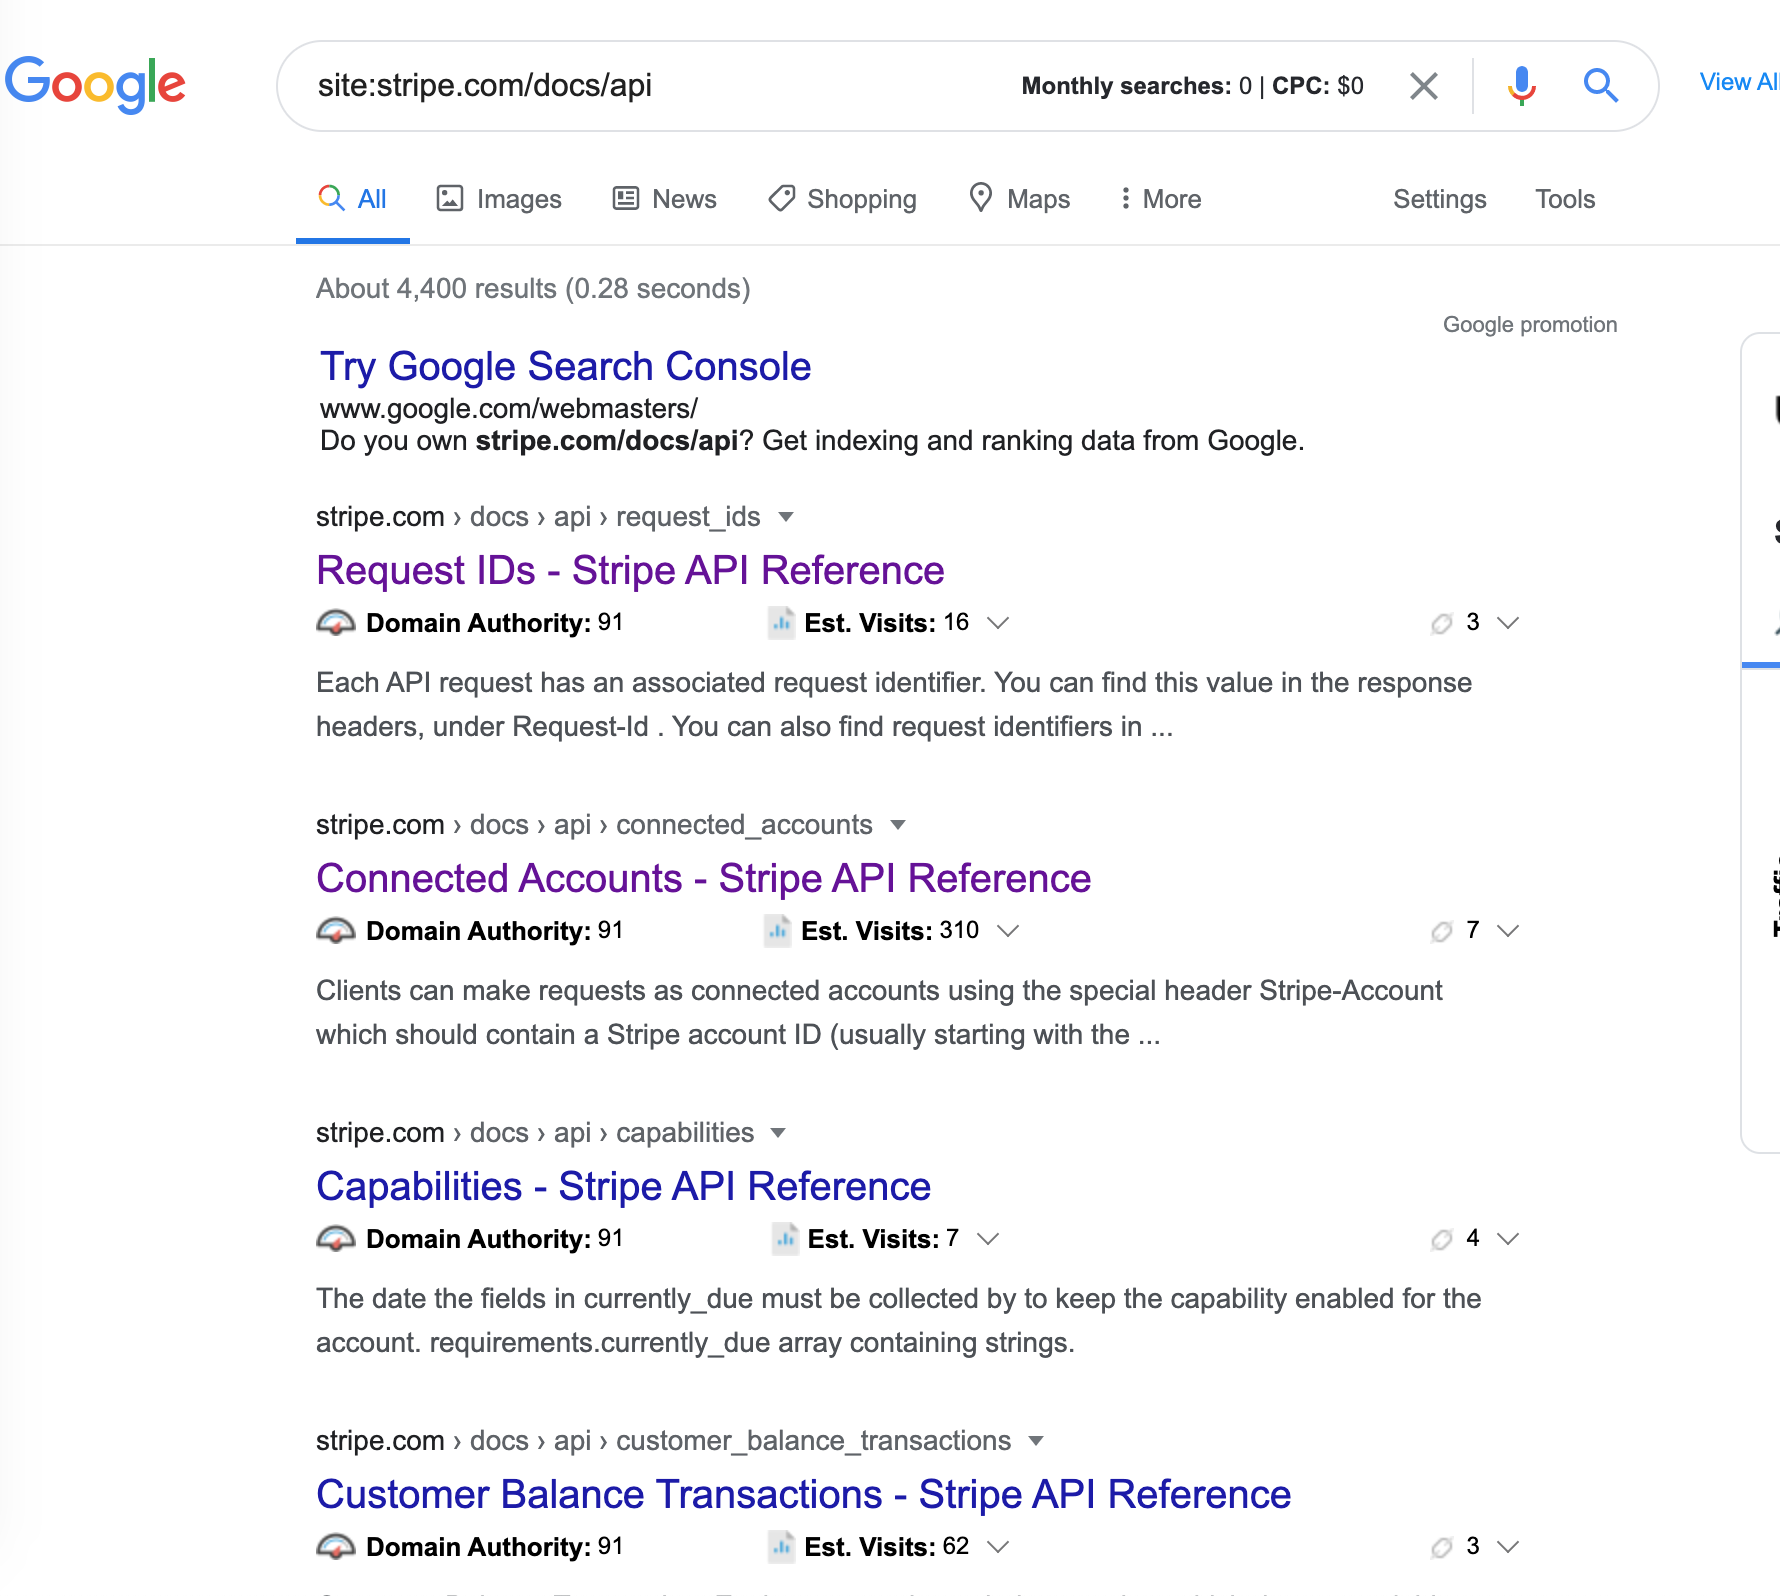 Google
site:stripe.com/docs/api Monthly searches: 0 | CPC: $0
View All
All Images News Shopping Maps More Settings Tools
About 4,400 results (0.28 seconds)
Google promotion
Try Google Search Console
www.google.com/webmasters/
Do you own stripe.com/docs/api? Get indexing and ranking data from Google.
stripe.com › docs › api › request_ids
Request IDs - Stripe API Reference
Domain Authority: 91 Est. Visits: 16 3
Each API request has an associated request identifier. You can find this value in the response
headers, under Request-Id . You can also find request identifiers in ...
stripe.com › docs › api › connected_accounts
Connected Accounts - Stripe API Reference
Domain Authority: 91 Est. Visits: 310 7
Clients can make requests as connected accounts using the special header Stripe-Account
which should contain a Stripe account ID (usually starting with the ...
stripe.com › docs › api › capabilities
Capabilities - Stripe API Reference
Domain Authority: 91 Est. Visits: 7 4
The date the fields in currently_due must be collected by to keep the capability enabled for the
account. requirements.currently_due array containing strings.
stripe.com › docs › api › customer_balance_transactions
Customer Balance Transactions - Stripe API Reference
Domain Authority: 91 Est. Visits: 62 3